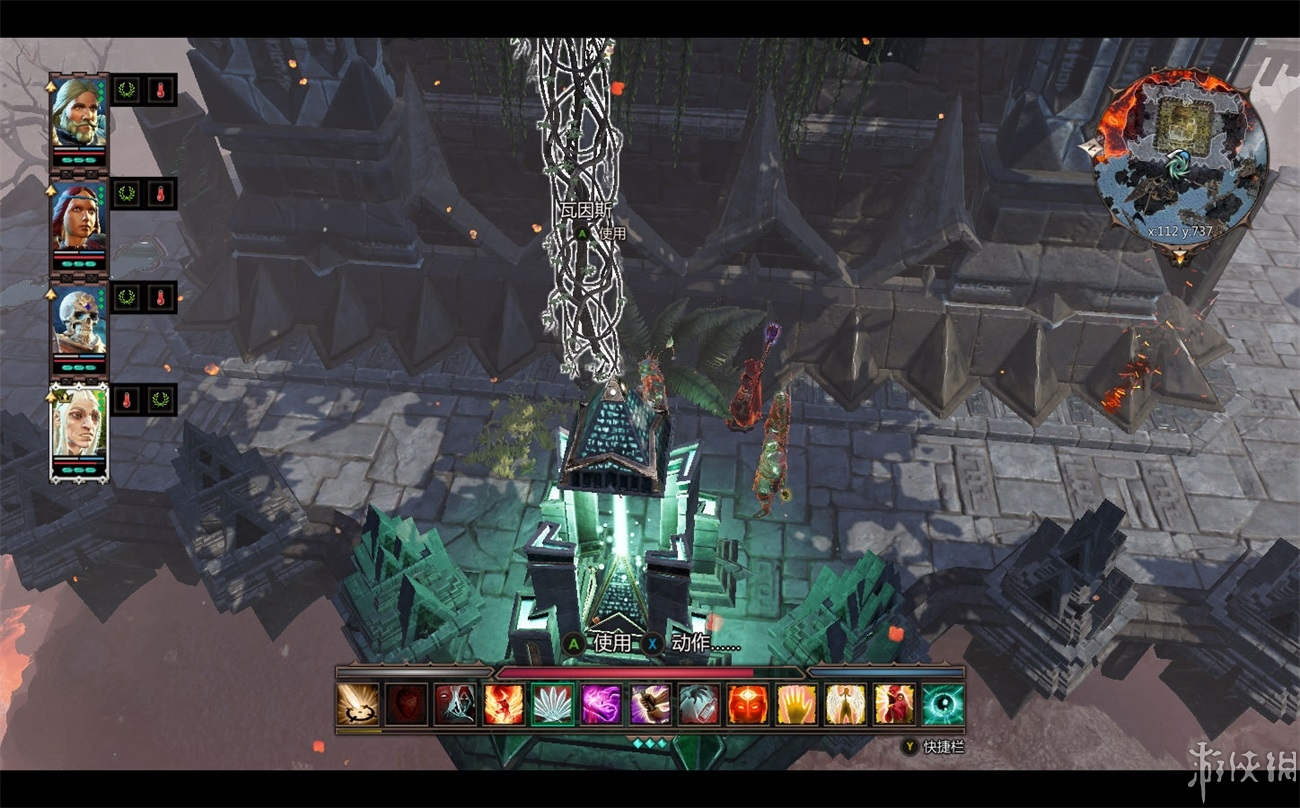 瓦因斯
A 使用
x:112 y:737
A 使用 X 动作......
Y 快捷栏
游侠网